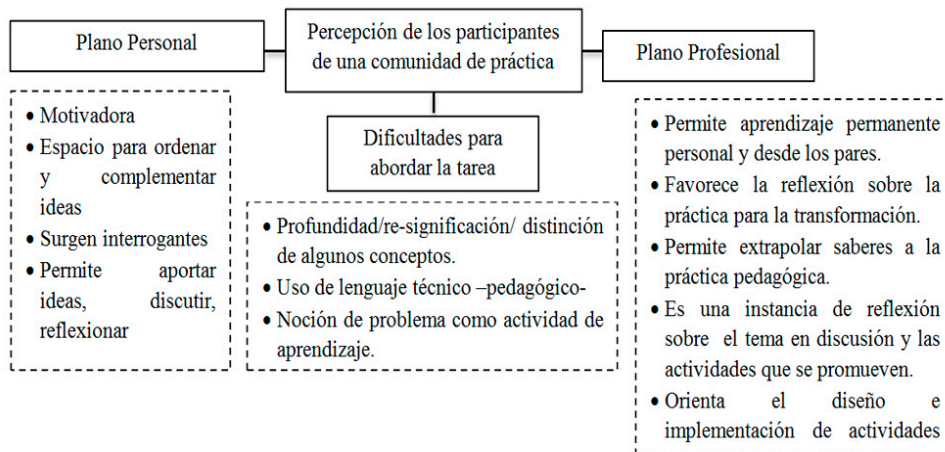 Plano Personal
Percepción de los participantes
de una comunidad de práctica
Plano Profesional
• Motivadora
• Espacio para ordenar
y complementar
ideas
• Surgen interrogantes
• Permite aportar
ideas, discutir,
reflexionar
Dificultades para
abordar la tarea
• Profundidad/re-significación/ distinción
de algunos conceptos.
• Uso de lenguaje técnico –pedagógico-
• Noción de problema como actividad de
aprendizaje.
• Permite aprendizaje permanente
personal y desde los pares.
• Favorece la reflexión sobre la
práctica para la transformación.
• Permite extrapolar saberes a la
práctica pedagógica.
• Es una instancia de reflexión
sobre el tema en discusión y las
actividades que se promueven.
• Orienta el diseño e
implementación de actividades